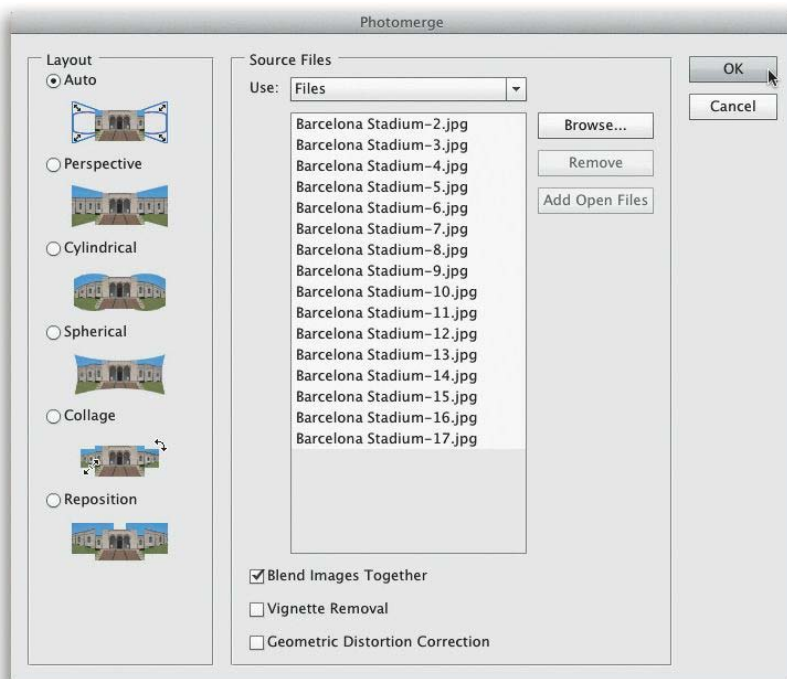 Photomerge
Layout
Auto
Perspective
Cylindrical
Spherical
Collage
Reposition
Source Files
Use: Files
Barcelona Stadium-2.jpg
Barcelona Stadium-3.jpg
Barcelona Stadium-4.jpg
Barcelona Stadium-5.jpg
Barcelona Stadium-6.jpg
Barcelona Stadium-7.jpg
Barcelona Stadium-8.jpg
Barcelona Stadium-9.jpg
Barcelona Stadium-10.jpg
Barcelona Stadium-11.jpg
Barcelona Stadium-12.jpg
Barcelona Stadium-13.jpg
Barcelona Stadium-14.jpg
Barcelona Stadium-15.jpg
Barcelona Stadium-16.jpg
Barcelona Stadium-17.jpg
Browse...
Remove
Add Open Files
Blend Images Together
Vignette Removal
Geometric Distortion Correction
OK
Cancel